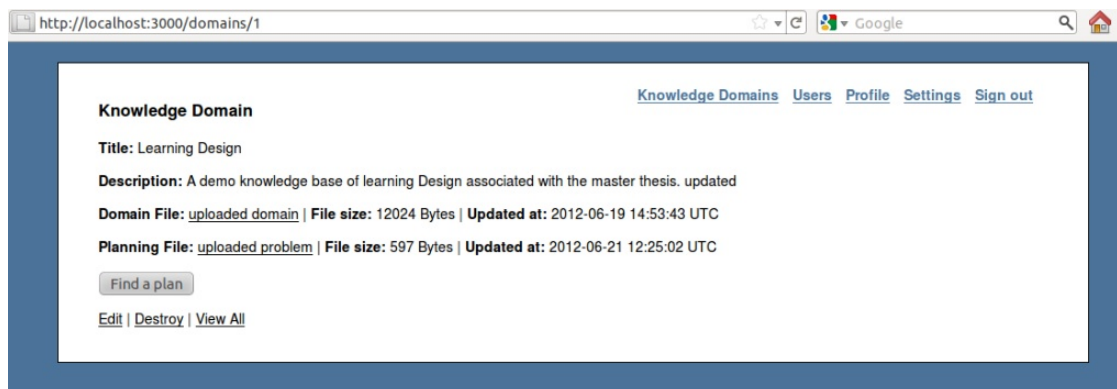 http://localhost:3000/domains/1 Google
Knowledge Domains Users Profile Settings Sign out
Knowledge Domain
Title: Learning Design
Description: A demo knowledge base of learning Design associated with the master thesis. updated
Domain File: uploaded domain | File size: 12024 Bytes | Updated at: 2012-06-19 14:53:43 UTC
Planning File: uploaded problem | File size: 597 Bytes | Updated at: 2012-06-21 12:25:02 UTC
Find a plan
Edit | Destroy | View All